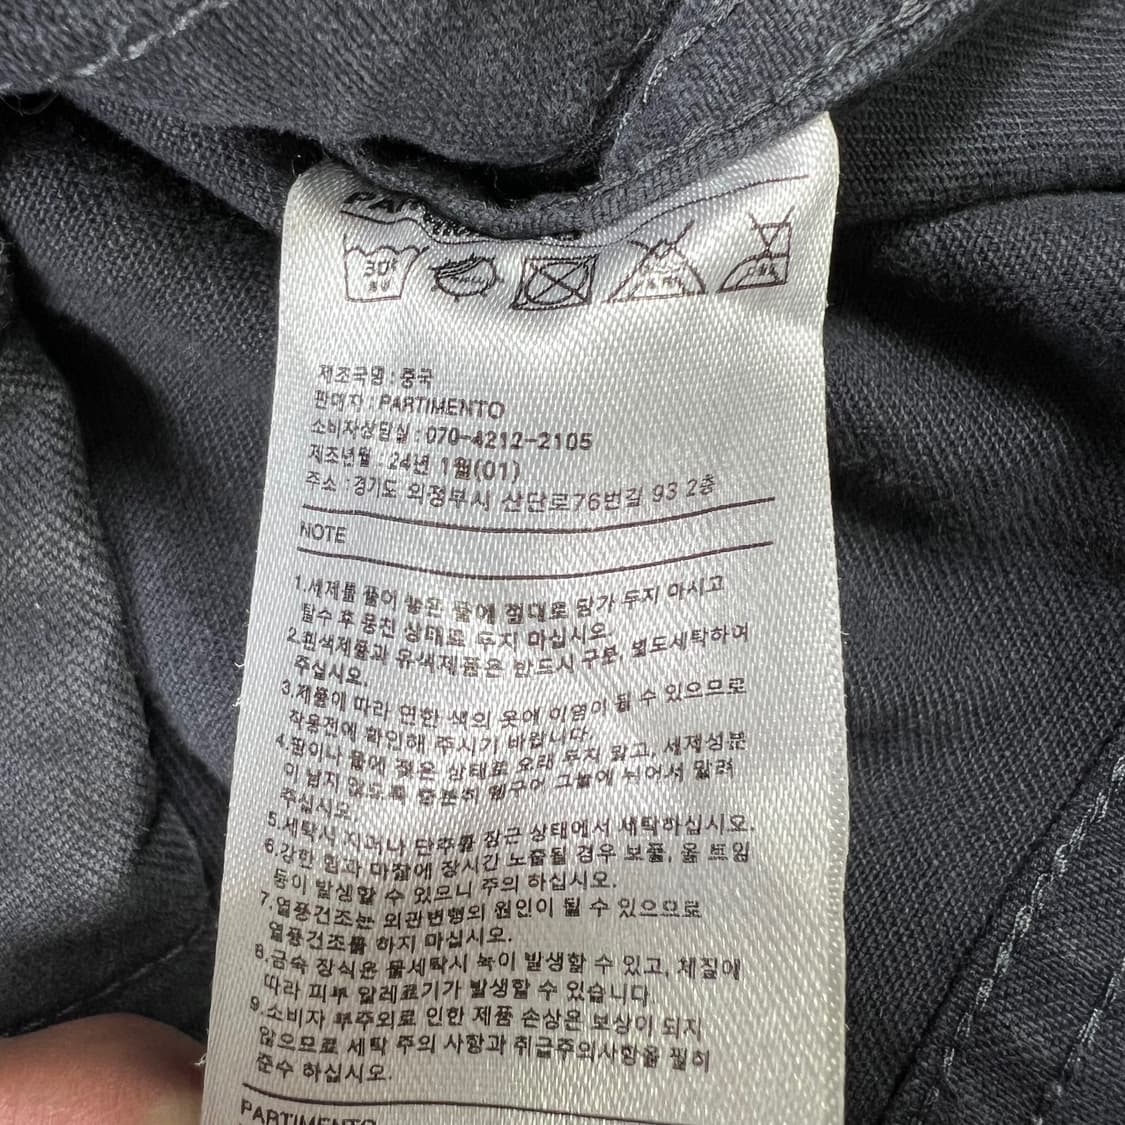 30℃
제조국명 : 중국
판매자 : PARTIMENTO
소비자상담실 : 070-4212-2105
제조년월 : 24년 1월(01)
주소 : 경기도 의정부시 산단로76번길 93 2층
NOTE
1.세제를 풀어 놓은 물에 절대로 담가 두지 마시고
탈수 후 뭉친 상태로 두지 마십시오.
2.흰색제품과 유색제품은 반드시 구분, 별도세탁하여
주십시오.
3.제품에 따라 연한 색의 옷에 이염이 될 수 있으므로
착용전에 확인해 주시기 바랍니다.
4.땀이나 물에 젖은 상태로 오래 두지 말고, 세제성분
이 남지 않도록 충분히 헹구어 그늘에 뉘어서 말려
주십시오.
5.세탁시 지퍼나 단추를 잠근 상태에서 세탁하십시오.
6.강한 힘과 마찰에 장시간 노출될 경우 보풀, 올 트임
등이 발생할 수 있으니 주의 하십시오.
7.열풍건조는 외관변형의 원인이 될 수 있으므로
열풍건조를 하지 마십시오.
8.금속 장식은 물세탁시 녹이 발생할 수 있고, 체질에
따라 피부 알레르기가 발생할 수 있습니다
9.소비자 부주의로 인한 제품 손상은 보상이 되지
않으므로 세탁 주의 사항과 취급주의사항을 필히
준수 하십시오.
PARTIMENTO